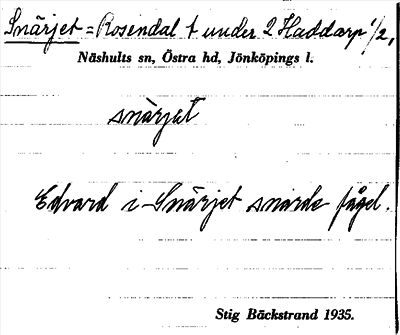 Snärjet = Rosendal t. under 2 Haddarp 1/2,
Näshults sn, Östra hd, Jönköpings l.
snärjet
Edvard i Snärjet snarde fågel.
Stig Bäckstrand 1935.